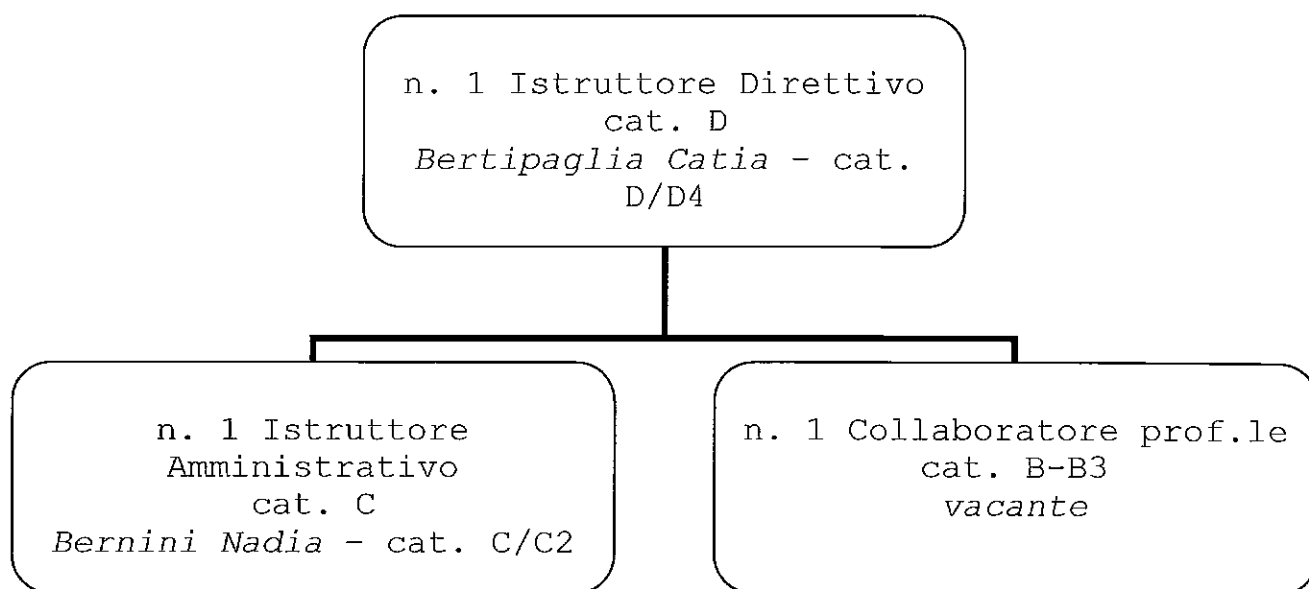 n. 1 Istruttore Direttivo
cat. D
Bertipaglia Catia – cat.
D/D4
n. 1 Istruttore
Amministrativo
cat. C
Bernini Nadia – cat. C/C2
n. 1 Collaboratore prof.le
cat. B-B3
vacante